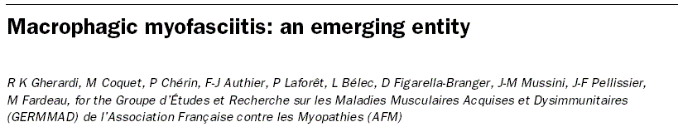 Macrophagic myofasciitis: an emerging entity
R K Gherardi, M Coquet, P Chérin, F-J Authier, P Laforêt, L Bélec, D Figarella-Branger, J-M Mussini, J-F Pellissier,
M Fardeau, for the Groupe d'Études et Recherche sur les Maladies Musculaires Acquises et Dysimmunitaires
(GERMMAD) de l'Association Française contre les Myopathies (AFM)